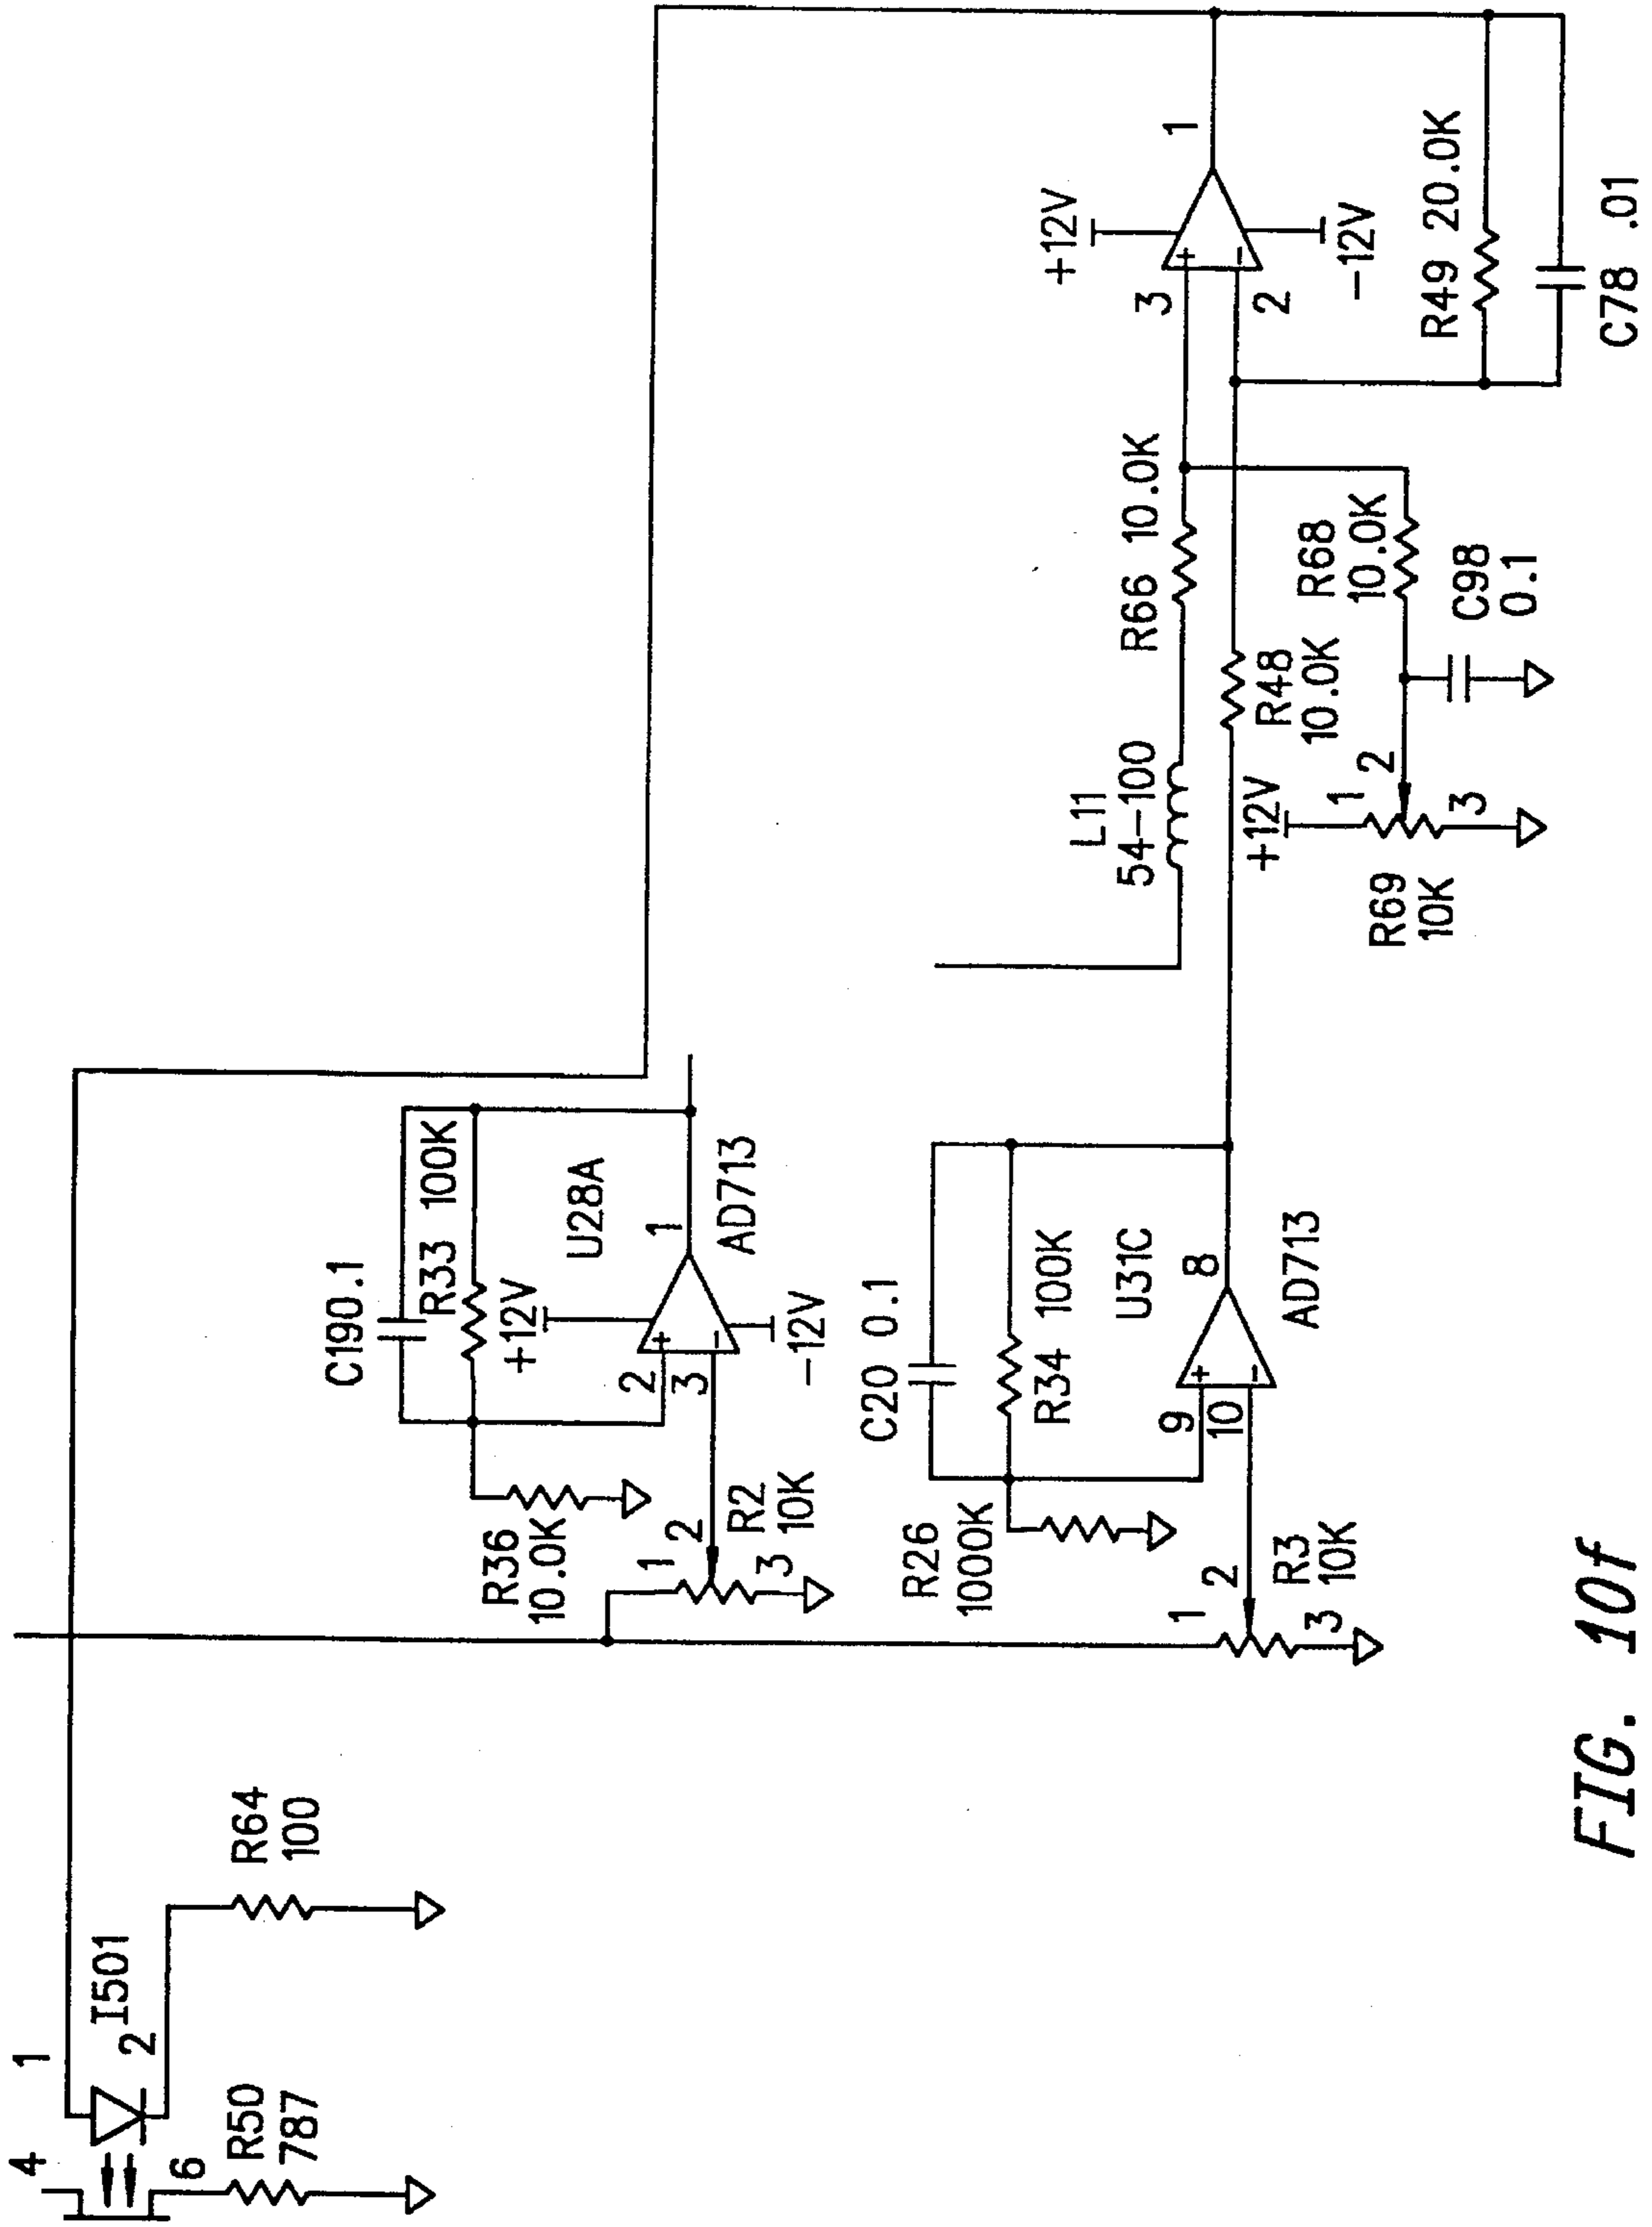 4
1
I501
2
6
R50
787
R64
100
C190.1
R33 100K
+12V
U28A
2
3
1
AD713
-12V
R36
10.0K
1
2
3
R2
10K
C20 0.1
R34 100K
U31C
9
10
8
AD713
R26
1000K
1
2
3
R3
10K
L11
54-100
R66 10.0K
R48
10.0K
+12V
1
2
3
R69
10K
R68
10.0K
C98
0.1
+12V
3
2
1
-12V
R49 20.0K
C78 .01
+
-
+
-
+
-
FIG. 10f